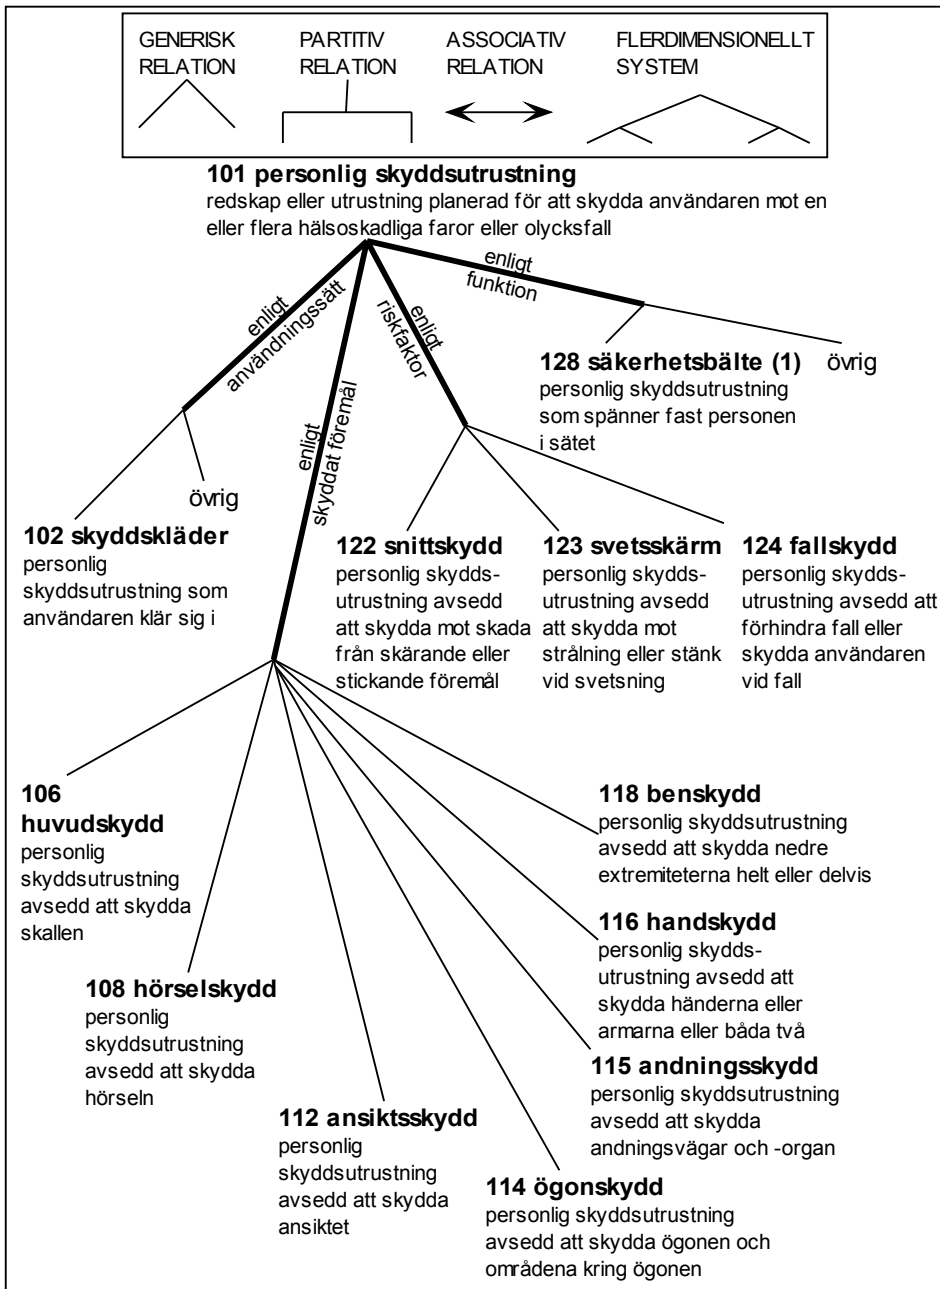 GENERISK
RELATION
PARTITIV
RELATION
ASSOCIATIV
RELATION
FLERDIMENSIONELLT
SYSTEM
101 personlig skyddsutrustning
redskap eller utrustning planerad för att skydda användaren mot en
eller flera hälsoskadliga faror eller olycksfall
enligt
användningssätt
enligt
skyddat föremål
enligt
riskfaktor
enligt
funktion
128 säkerhetsbälte (1)
personlig skyddsutrustning
som spänner fast personen
i sätet
övrig
övrig
102 skyddskläder
personlig
skyddsutrustning som
användaren klär sig i
122 snittskydd
personlig skydds-
utrustning avsedd
att skydda mot skada
från skärande eller
stickande föremål
123 svetsskärm
personlig skydds-
utrustning avsedd
att skydda mot
strålning eller stänk
vid svetsning
124 fallskydd
personlig skydds-
utrustning avsedd att
förhindra fall eller
skydda användaren
vid fall
106
huvudskydd
personlig
skyddsutrustning
avsedd att skydda
skallen
108 hörselskydd
personlig
skyddsutrustning
avsedd att skydda
hörseln
112 ansiktsskydd
personlig
skyddsutrustning
avsedd att skydda
ansiktet
114 ögonskydd
personlig skyddsutrustning
avsedd att skydda ögonen och
områdena kring ögonen
115 andningsskydd
personlig skyddsutrustning
avsedd att skydda
andningsvägar och -organ
116 handskydd
personlig skydds-
utrustning avsedd att
skydda händerna eller
armarna eller båda två
118 benskydd
personlig skyddsutrustning
avsedd att skydda nedre
extremiteterna helt eller delvis